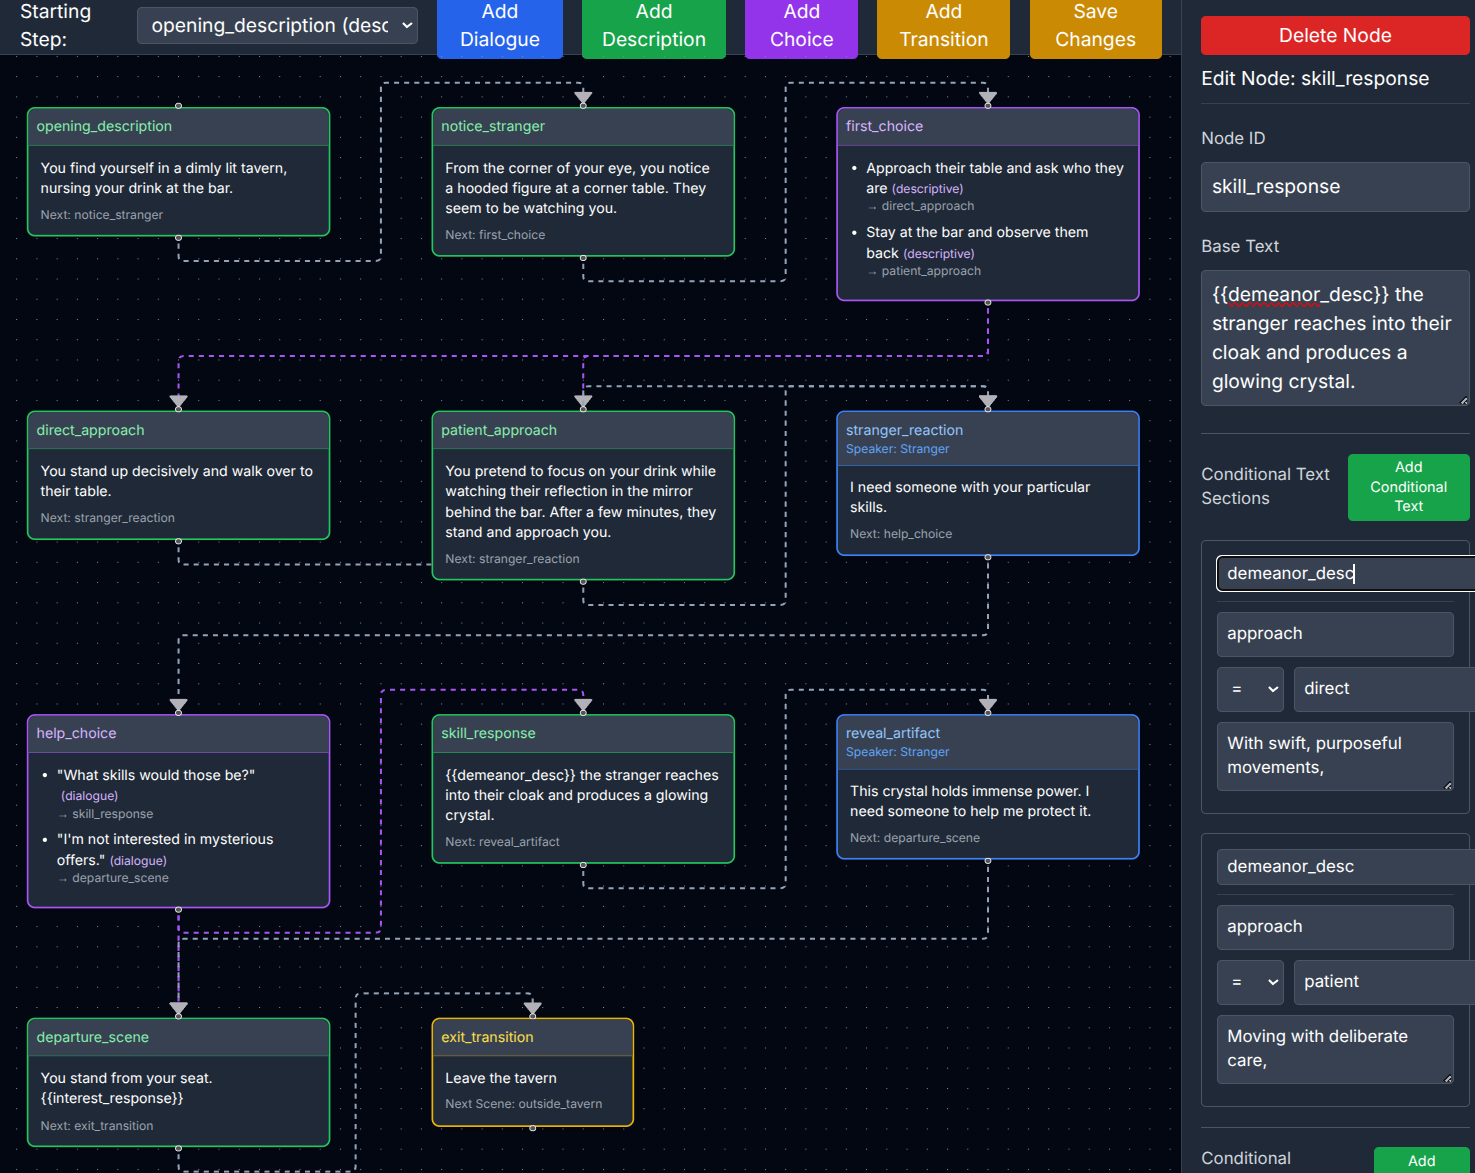 Starting
Step:
opening_description (desc
Add
Dialogue
Add
Description
Add
Choice
Add
Transition
Save
Changes
opening_description
You find yourself in a dimly lit tavern,
nursing your drink at the bar.
Next: notice_stranger
notice_stranger
From the corner of your eye, you notice
a hooded figure at a corner table. They
seem to be watching you.
Next: first_choice
first_choice
• Approach their table and ask who they
are (descriptive)
→ direct_approach
• Stay at the bar and observe them
back (descriptive)
→ patient_approach
direct_approach
You stand up decisively and walk over to
their table.
Next: stranger_reaction
patient_approach
You pretend to focus on your drink while
watching their reflection in the mirror
behind the bar. After a few minutes, they
stand and approach you.
Next: stranger_reaction
stranger_reaction
Speaker: Stranger
I need someone with your particular
skills.
Next: help_choice
help_choice
• "What skills would those be?"
(dialogue)
→ skill_response
• "I'm not interested in mysterious
offers." (dialogue)
→ departure_scene
skill_response
{{demeanor_desc}} the stranger reaches
into their cloak and produces a glowing
crystal.
Next: reveal_artifact
reveal_artifact
Speaker: Stranger
This crystal holds immense power. I
need someone to help me protect it.
Next: departure_scene
departure_scene
You stand from your seat.
{{interest_response}}
Next: exit_transition
exit_transition
Leave the tavern
Next Scene: outside_tavern
Delete Node
Edit Node: skill_response
Node ID
skill_response
Base Text
{{demeanor_desc}} the
stranger reaches into their
cloak and produces a
glowing crystal.
Conditional Text
Sections
Add
Conditional
Text
demeanor_desc
approach
=
direct
With swift, purposeful
movements,
demeanor_desc
approach
=
patient
Moving with deliberate
care,
Conditional
Add